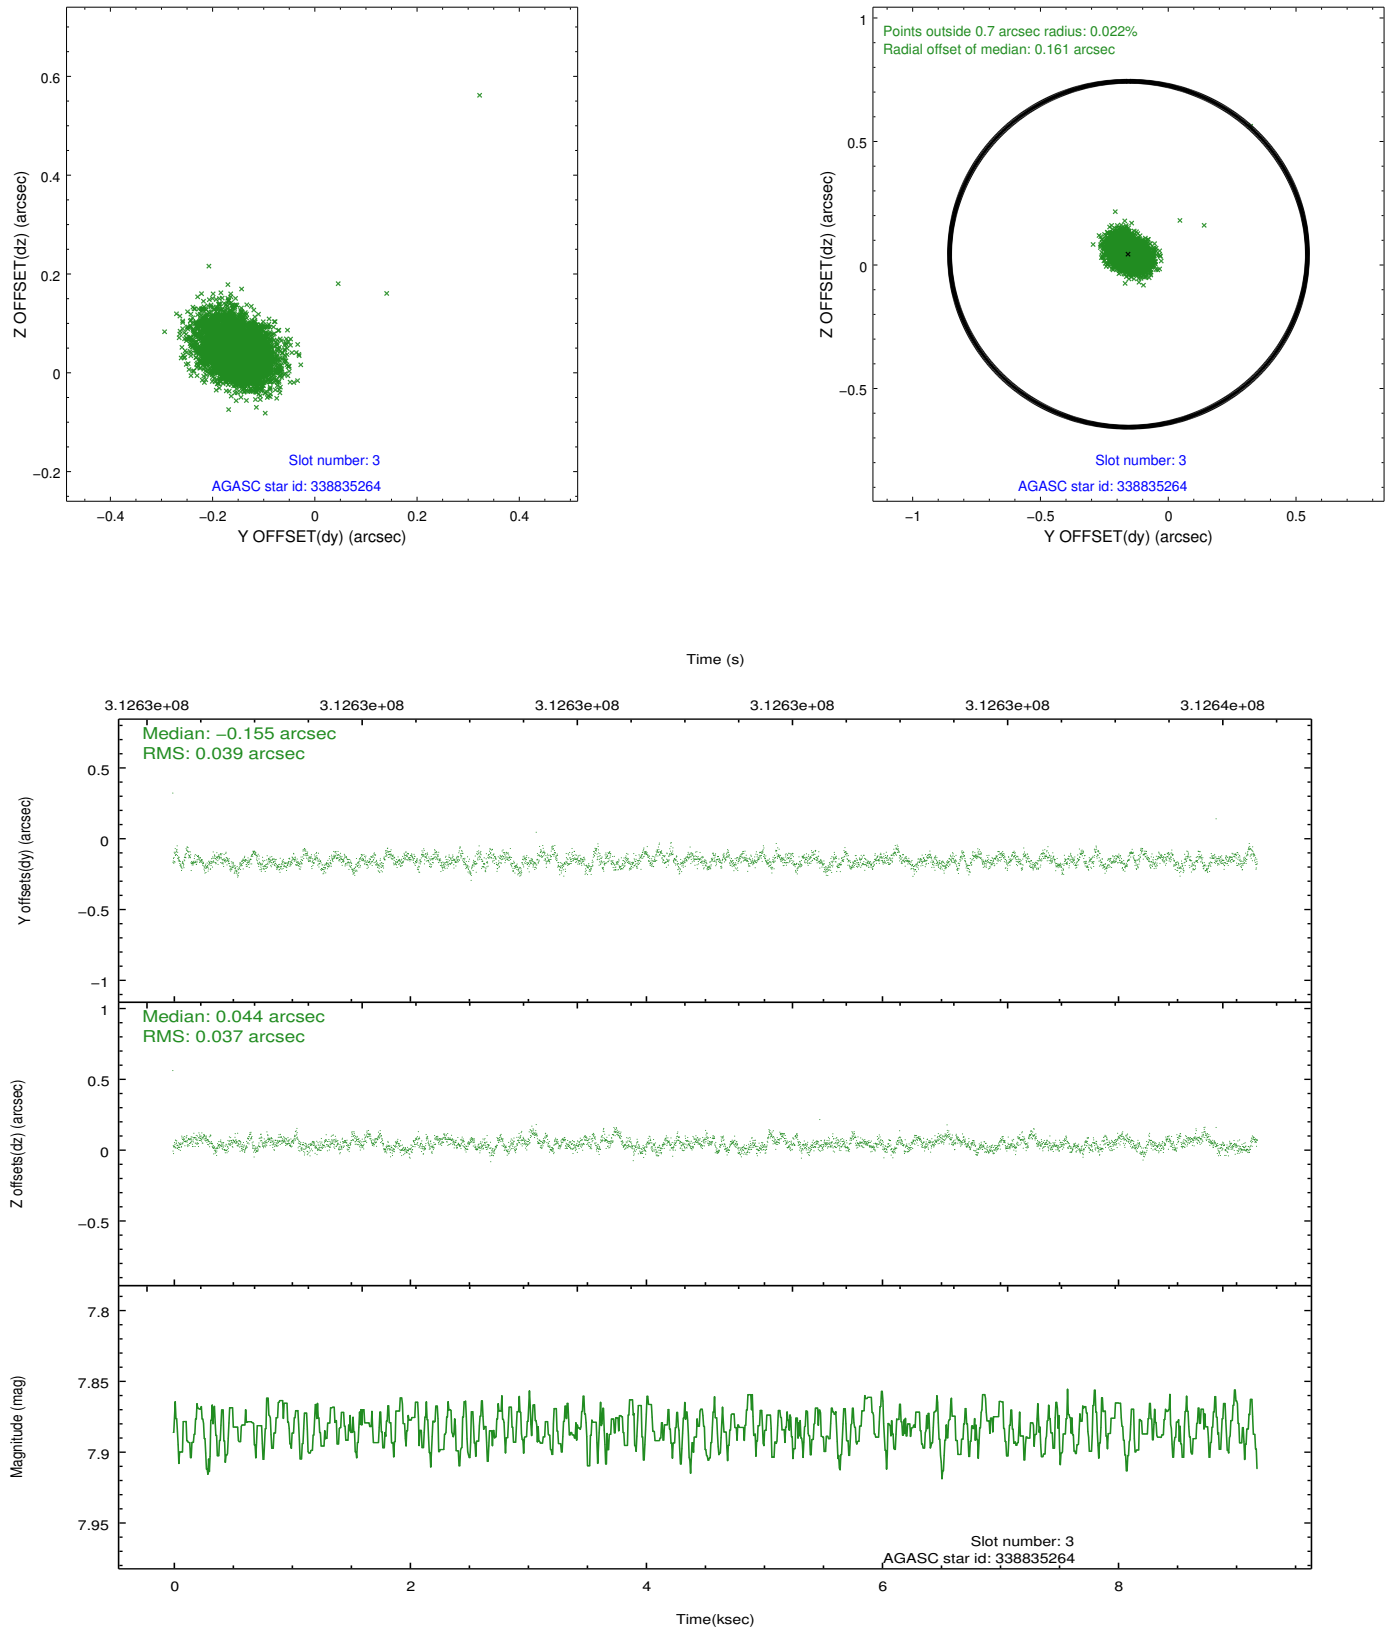 0.6
0.4
0.2
0
−0.2
Z OFFSET(dz) (arcsec)
Slot number: 3
AGASC star id: 338835264
−0.4
−0.2
0
0.2
0.4
Y OFFSET(dy) (arcsec)
Points outside 0.7 arcsec radius: 0.022%
Radial offset of median: 0.161 arcsec
1
0.5
0
−0.5
Z OFFSET(dz) (arcsec)
Slot number: 3
AGASC star id: 338835264
−1
−0.5
0
0.5
Y OFFSET(dy) (arcsec)
Time (s)
3.1263e+08
3.1263e+08
3.1263e+08
3.1263e+08
3.1263e+08
3.1264e+08
Median: −0.155 arcsec
RMS: 0.039 arcsec
0.5
0
−0.5
−1
Y offsets(dy) (arcsec)
Median: 0.044 arcsec
RMS: 0.037 arcsec
1
0.5
0
−0.5
Z offsets(dz) (arcsec)
7.8
7.85
7.9
7.95
Magnitude (mag)
Slot number: 3
AGASC star id: 338835264
0
2
4
6
8
Time(ksec)